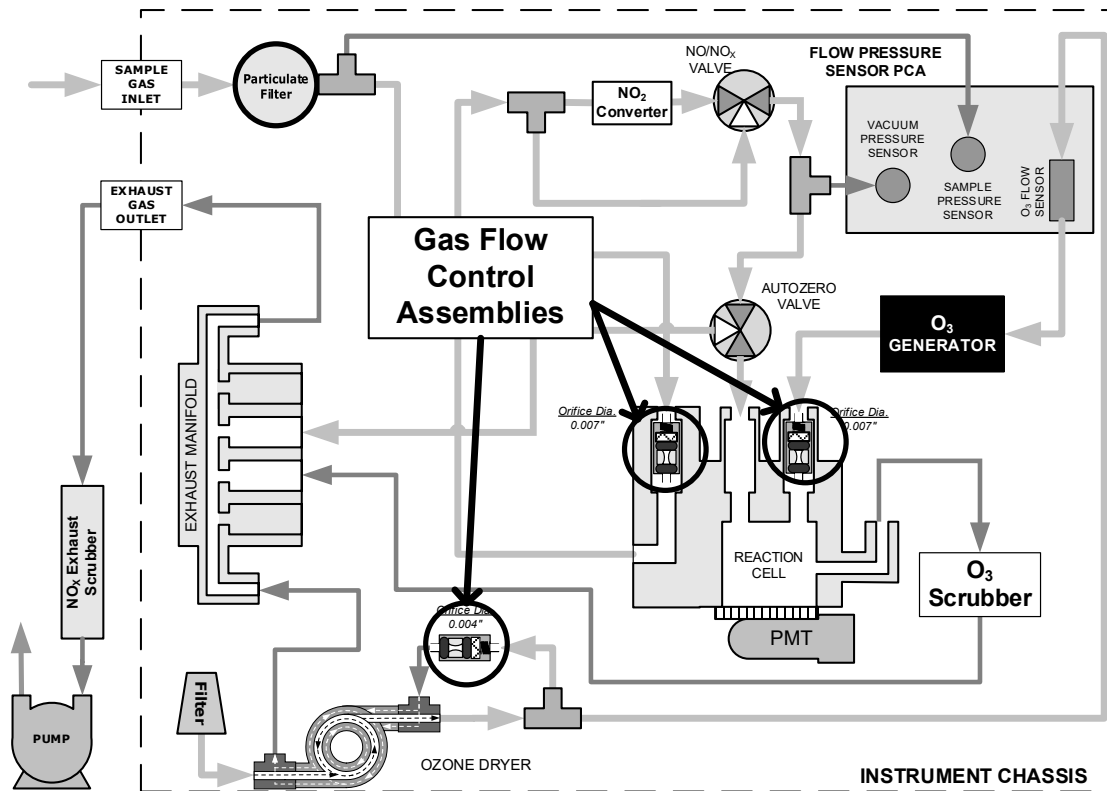 SAMPLE
GAS
INLET
Particulate
Filter
NO/NOX
VALVE
FLOW PRESSURE
SENSOR PCA
NO2
Converter
VACUUM
PRESSURE
SENSOR
SAMPLE
PRESSURE
SENSOR
O3 FLOW
SENSOR
EXHAUST
GAS
OUTLET
Gas Flow
Control
Assemblies
AUTOZERO
VALVE
O3
GENERATOR
Orifice Dia.
0.007"
Orifice Dia.
0.007"
EXHAUST MANIFOLD
NOX Exhaust
Scrubber
REACTION
CELL
O3
Scrubber
Orifice Dia.
0.004"
PMT
Filter
PUMP
OZONE DRYER
INSTRUMENT CHASSIS